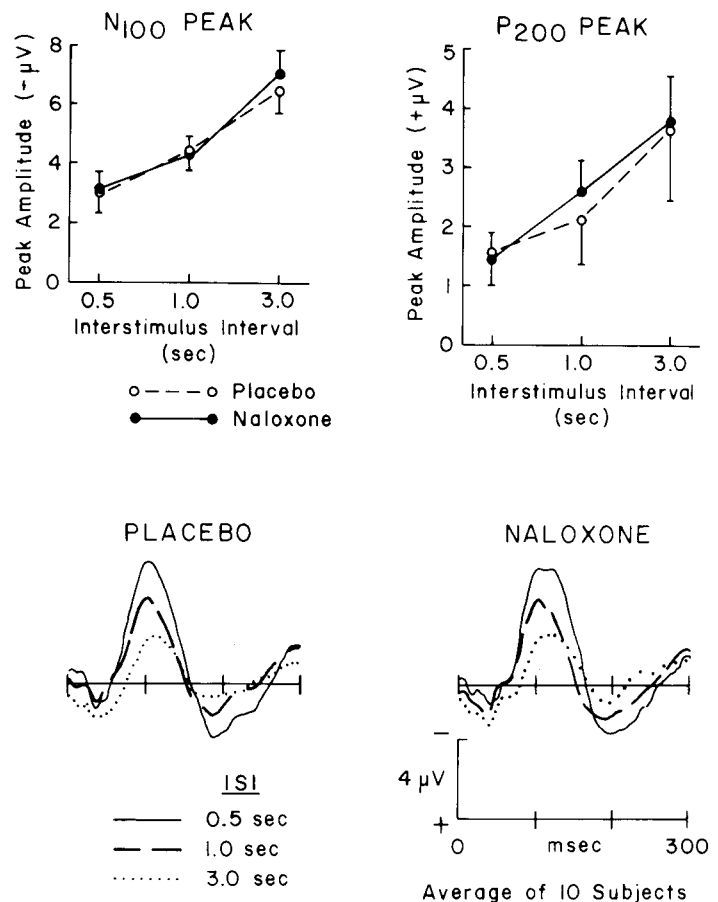 N100 PEAK
Peak Amplitude (-μV)
8
6
4
2
0
0.5 1.0 3.0
Interstimulus Interval
(sec)
P200 PEAK
Peak Amplitude (+μV)
5
4
3
2
1
0
0.5 1.0 3.0
Interstimulus Interval
(sec)
Placebo
Naloxone
PLACEBO
NALOXONE
ISI
0.5 sec
1.0 sec
3.0 sec
−
4 μV
+
0 msec 300
Average of 10 Subjects